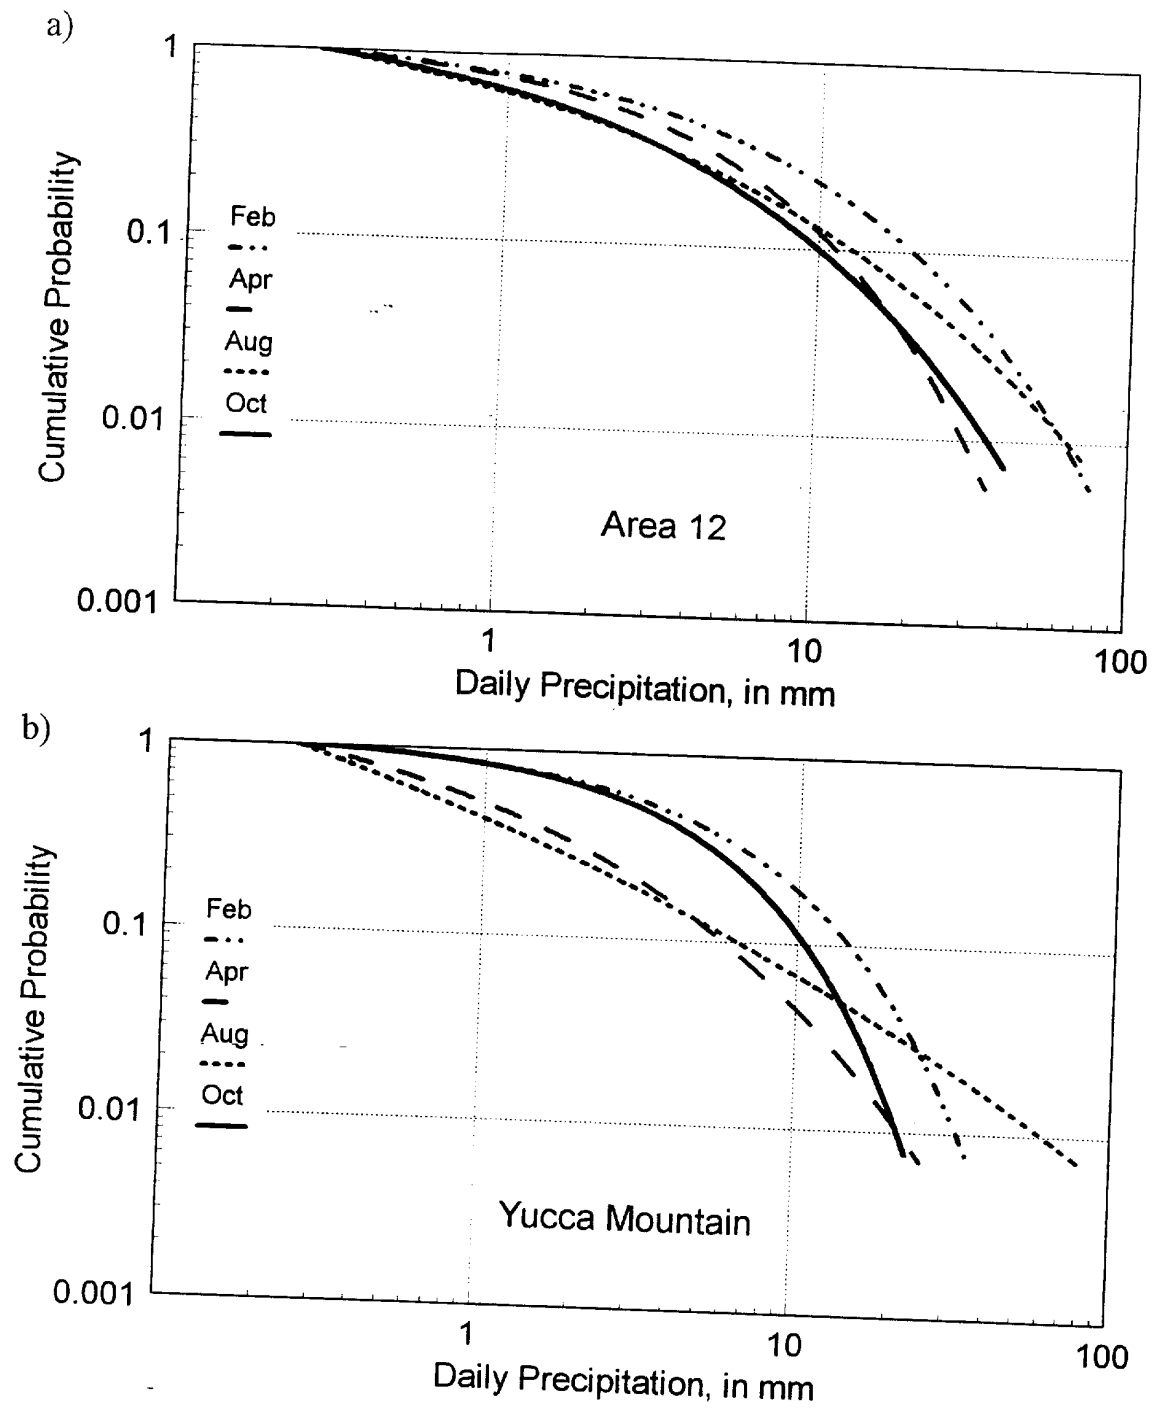 a)
1
0.1
0.01
0.001
Cumulative Probability
Feb
Apr
Aug
Oct
Area 12
1 10 100
Daily Precipitation, in mm
b)
1
0.1
0.01
0.001
Cumulative Probability
Feb
Apr
Aug
Oct
Yucca Mountain
1 10 100
Daily Precipitation, in mm